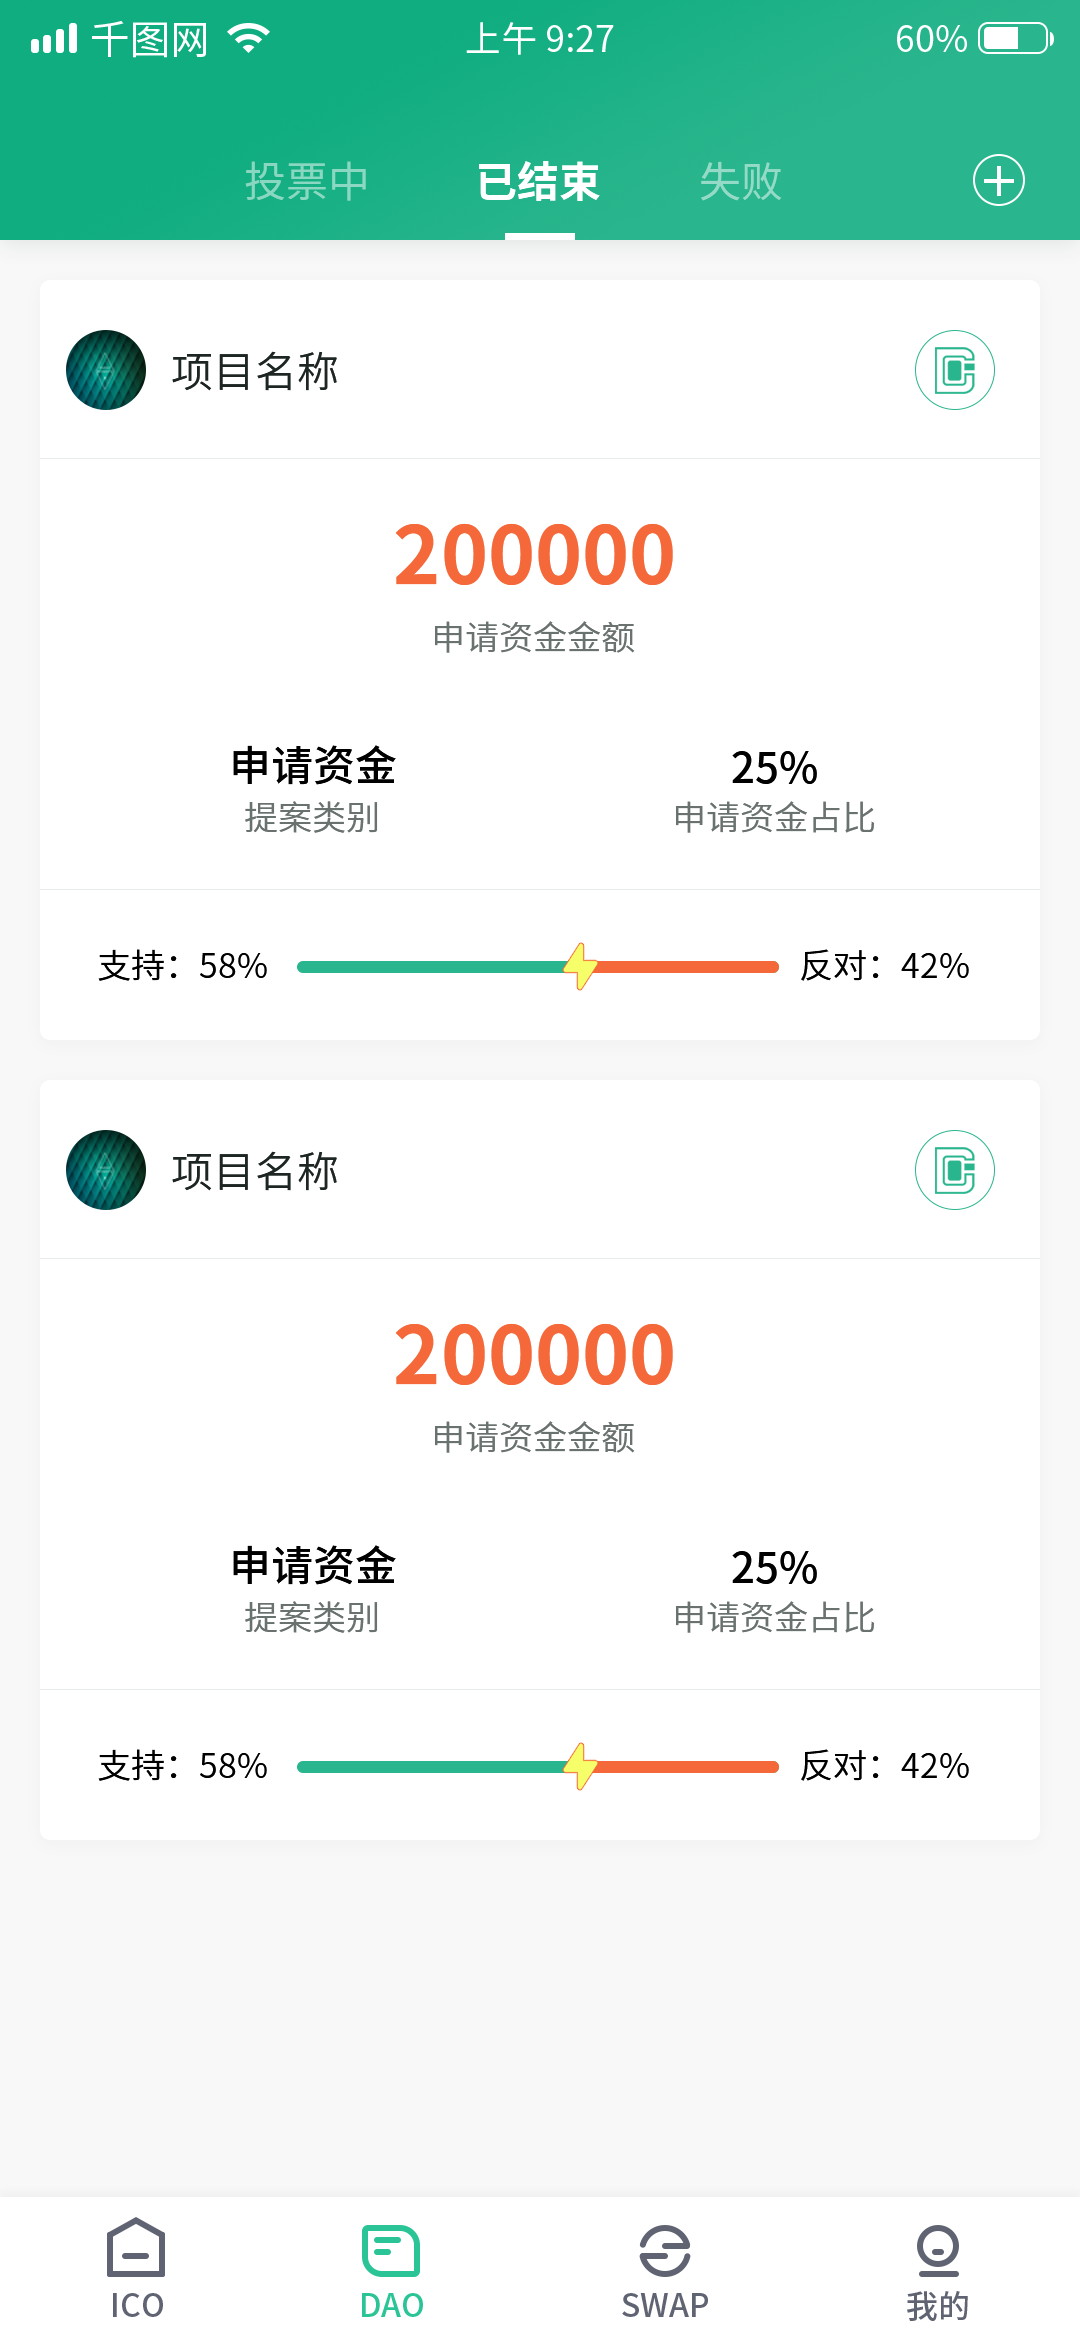 千图网 上午 9:27 60%
投票中 已结束 失败
项目名称
200000
申请资金金额
申请资金 25%
提案类别 申请资金占比
支持：58% 反对：42%
项目名称
200000
申请资金金额
申请资金 25%
提案类别 申请资金占比
支持：58% 反对：42%
ICO DAO SWAP 我的